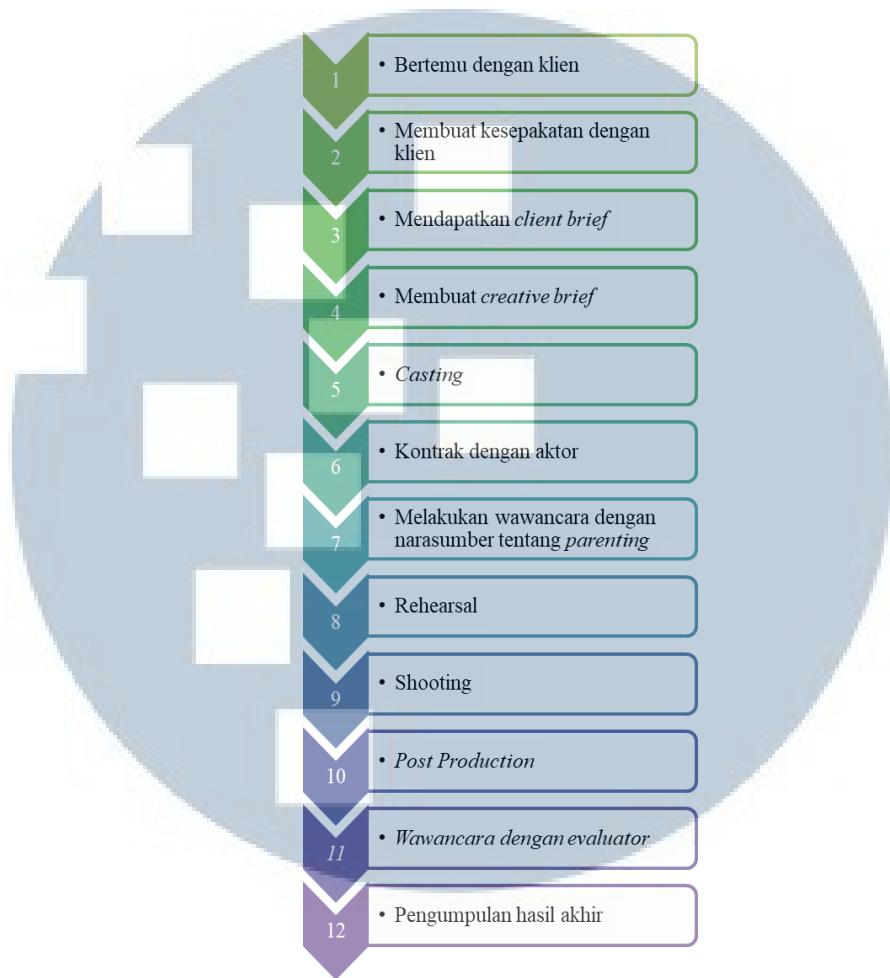 1
• Bertemu dengan klien
2
• Membuat kesepakatan dengan
klien
3
• Mendapatkan client brief
4
• Membuat creative brief
5
• Casting
6
• Kontrak dengan aktor
7
• Melakukan wawancara dengan
narasumber tentang parenting
8
• Rehearsal
9
• Shooting
10
• Post Production
11
• Wawancara dengan evaluator
12
• Pengumpulan hasil akhir